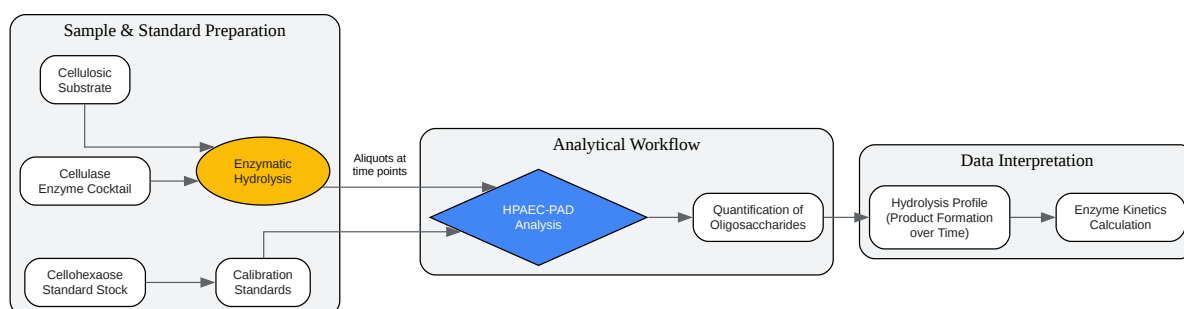 Sample & Standard Preparation
Cellulosic
Substrate
Cellulase
Enzyme Cocktail
Enzymatic
Hydrolysis
Cellohexaose
Standard Stock
Calibration
Standards
Aliquots at
time points
Analytical Workflow
HPAEC-PAD
Analysis
Quantification of
Oligosaccharides
Data Interpretation
Hydrolysis Profile
(Product Formation
over Time)
Enzyme Kinetics
Calculation